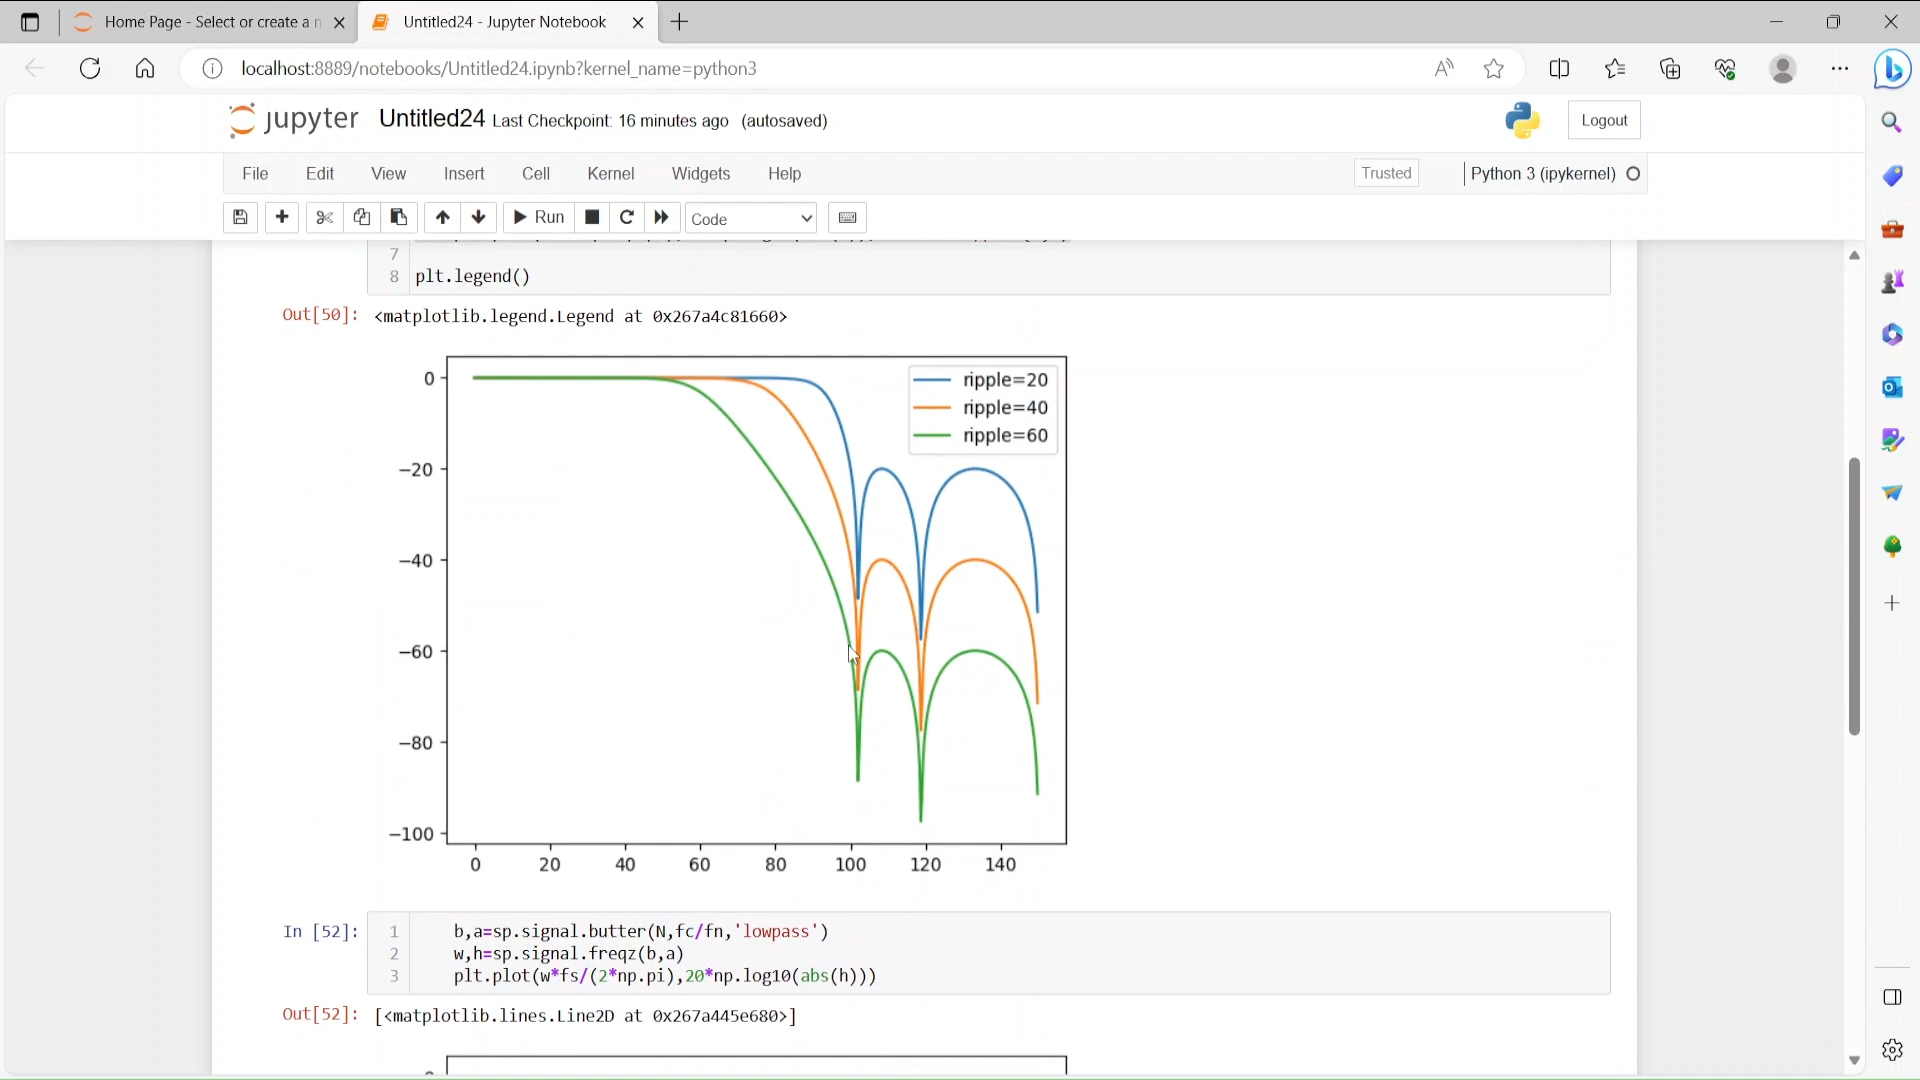 Home Page - Select or create a n
Untitled24 - Jupyter Notebook
localhost:8889/notebooks/Untitled24.ipynb?kernel_name=python3
jupyter Untitled24 Last Checkpoint: 16 minutes ago (autosaved)
Logout
File Edit View Insert Cell Kernel Widgets Help
Trusted
Python 3 (ipykernel)
Run
Code
7
8 plt.legend()
Out[50]: <matplotlib.legend.Legend at 0x267a4c81660>
ripple=20
ripple=40
ripple=60
0
−20
−40
−60
−80
−100
0 20 40 60 80 100 120 140
In [52]: 1 b,a=sp.signal.butter(N,fc/fn,'lowpass')
2 w,h=sp.signal.freqz(b,a)
3 plt.plot(w*fs/(2*np.pi),20*np.log10(abs(h)))
Out[52]: [<matplotlib.lines.Line2D at 0x267a445e680>]